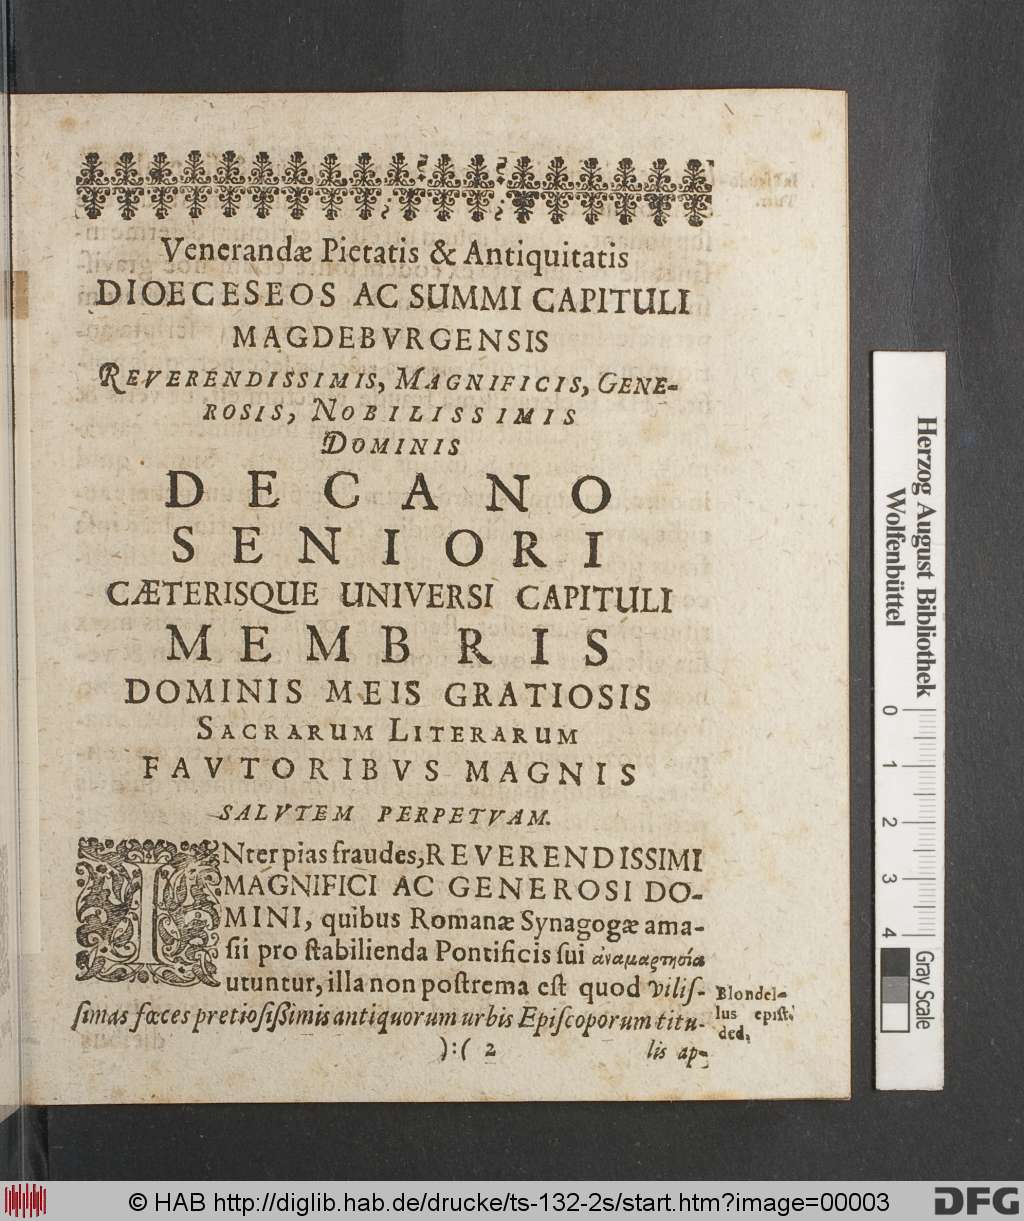 Venerandæ Pietatis & Antiquitatis
DIOECESEOS AC SUMMI CAPITULI
MAGDEBVRGENSIS
REVERENDISSIMIS, MAGNIFICIS, GENE-
ROSIS, NOBILISSIMIS
DOMINIS
DECANO
SENIORI
CÆTERISQUE UNIVERSI CAPITULI
MEMBRIS
DOMINIS MEIS GRATIOSIS
SACRARUM LITERARUM
FAVTORIBVS MAGNIS
SALVTEM PERPETVAM.
INter pias fraudes, REVERENDISSIMI
MAGNIFICI AC GENEROSI DO-
MINI, quibus Romanæ Synagogæ ama-
sii pro ſtabilienda Pontificis ſui αναμαρτησία
utuntur, illa non poſtrema eſt quod viliſ-
ſimas fœces pretioſißimis antiquorum urbis Epiſcoporum titu-
Blondel-
lus epiſt.
ded.
):( 2
lis ap-
Herzog August Bibliothek
Wolfenbüttel
0 1 2 3 4
Gray Scale
© HAB http://diglib.hab.de/drucke/ts-132-2s/start.htm?image=00003
DFG